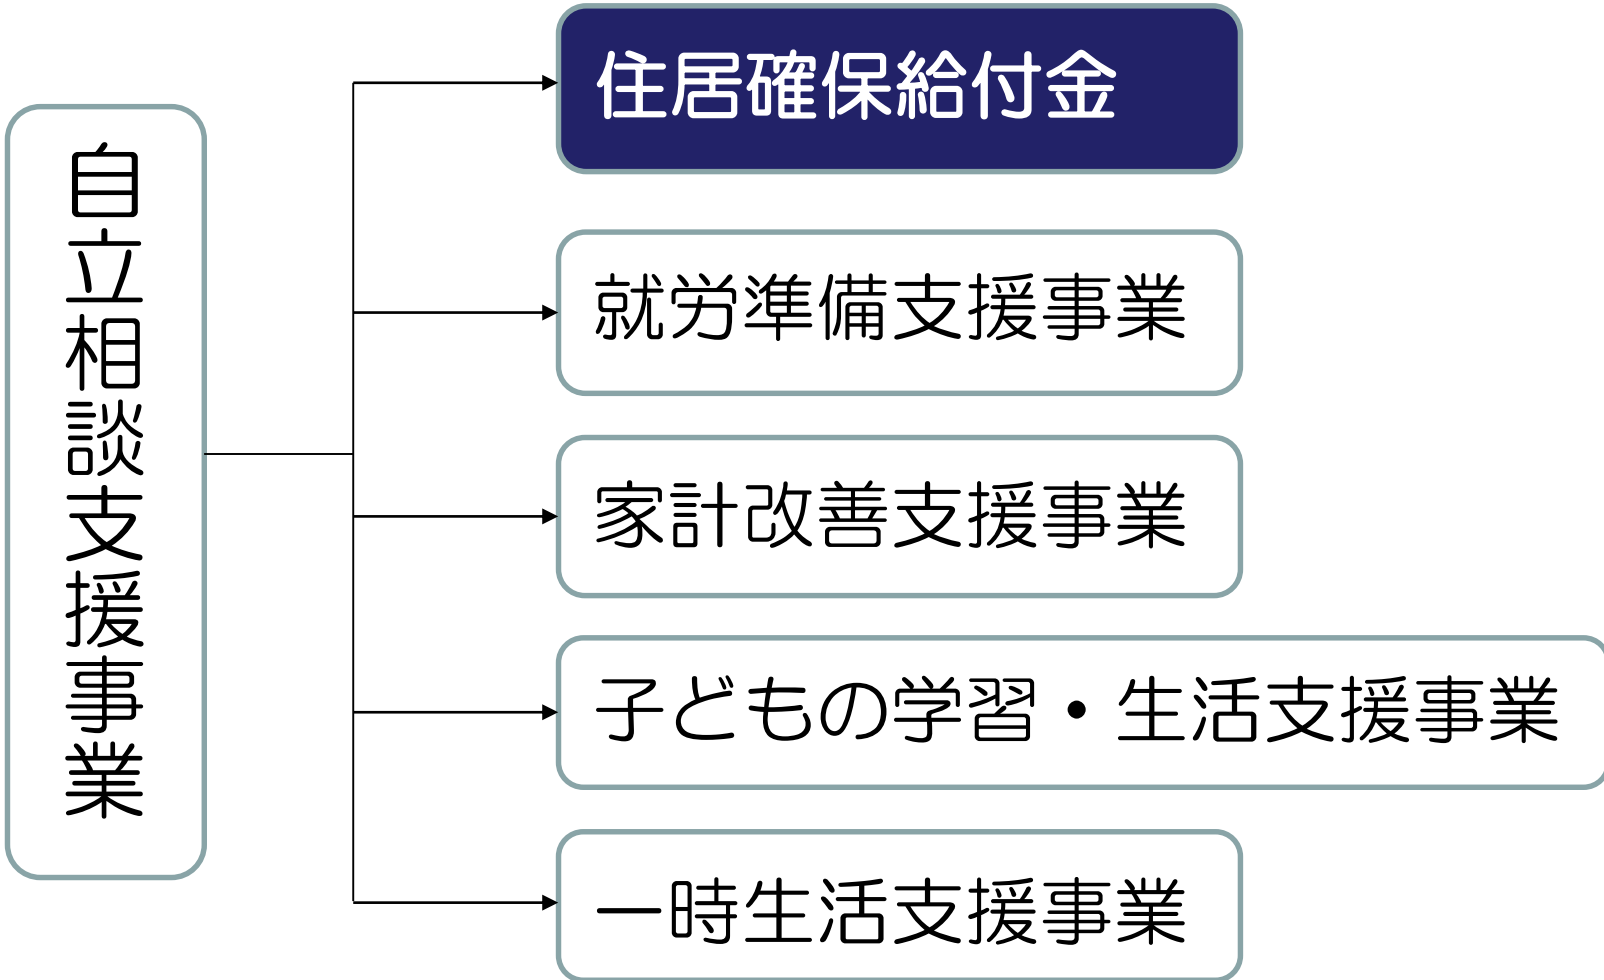 自立相談支援事業
住居確保給付金
就労準備支援事業
家計改善支援事業
子どもの学習・生活支援事業
一時生活支援事業